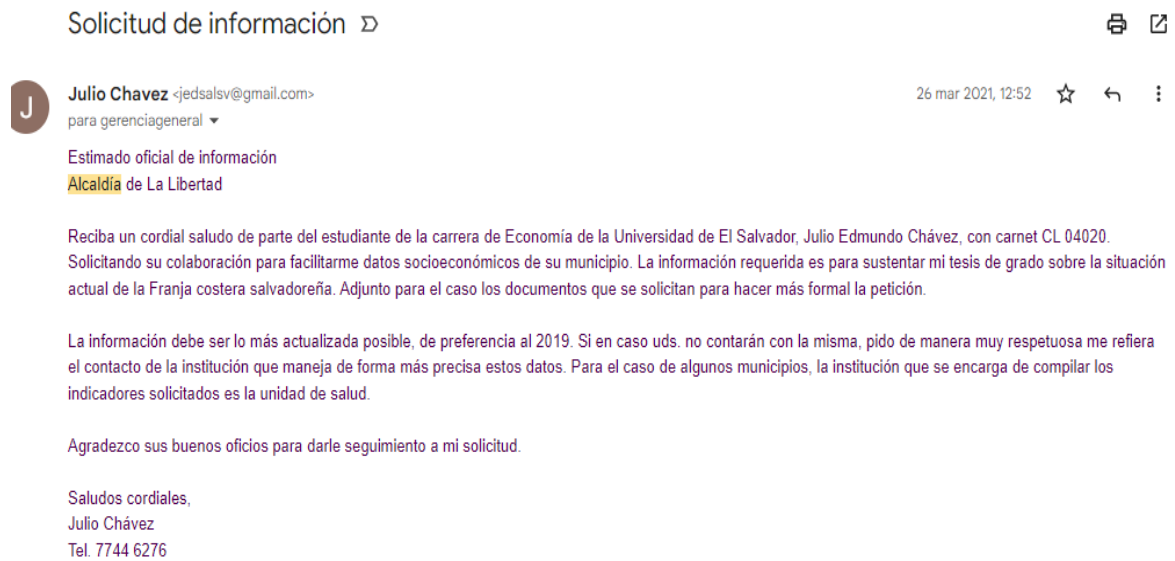 Solicitud de información
J
Julio Chavez <jedsalsv@gmail.com>
26 mar 2021, 12:52
para gerenciageneral
Estimado oficial de información
Alcaldía de La Libertad
Reciba un cordial saludo de parte del estudiante de la carrera de Economía de la Universidad de El Salvador, Julio Edmundo Chávez, con carnet CL 04020.
Solicitando su colaboración para facilitarme datos socioeconómicos de su municipio. La información requerida es para sustentar mi tesis de grado sobre la situación
actual de la Franja costera salvadoreña. Adjunto para el caso los documentos que se solicitan para hacer más formal la petición.
La información debe ser lo más actualizada posible, de preferencia al 2019. Si en caso uds. no contarán con la misma, pido de manera muy respetuosa me refiera
el contacto de la institución que maneja de forma más precisa estos datos. Para el caso de algunos municipios, la institución que se encarga de compilar los
indicadores solicitados es la unidad de salud.
Agradezco sus buenos oficios para darle seguimiento a mi solicitud.
Saludos cordiales,
Julio Chávez
Tel. 7744 6276